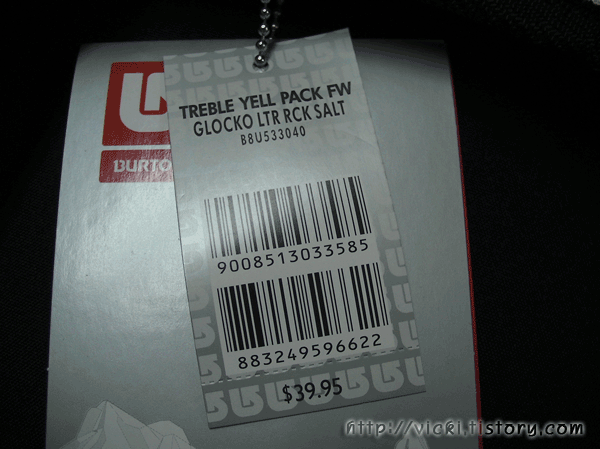 TREBLE YELL PACK FW
GLOCKO LTR RCK SALT
B8U533040
BURTO
9008513033585
883249596622
$39.95
http://vicki.tistory.com